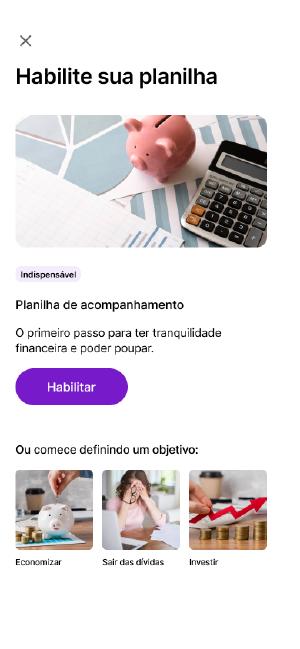 Habilite sua planilha
Indispensável
Planilha de acompanhamento
O primeiro passo para ter tranquilidade
financeira e poder poupar.
Habilitar
Ou comece definindo um objetivo:
Economizar
Sair das dívidas
Investir